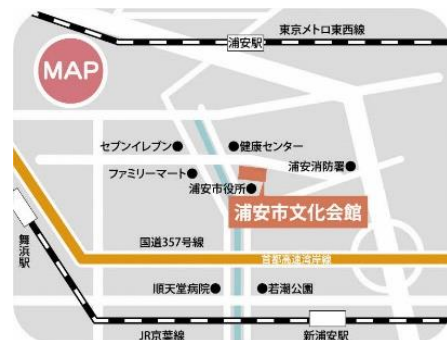 東京メトロ東西線
浦安駅
MAP
セブンイレブン
健康センター
ファミリーマート
浦安消防署
浦安市役所
浦安市文化会館
舞浜駅
国道357号線
首都高速湾岸線
順天堂病院
若潮公園
JR京葉線
新浦安駅